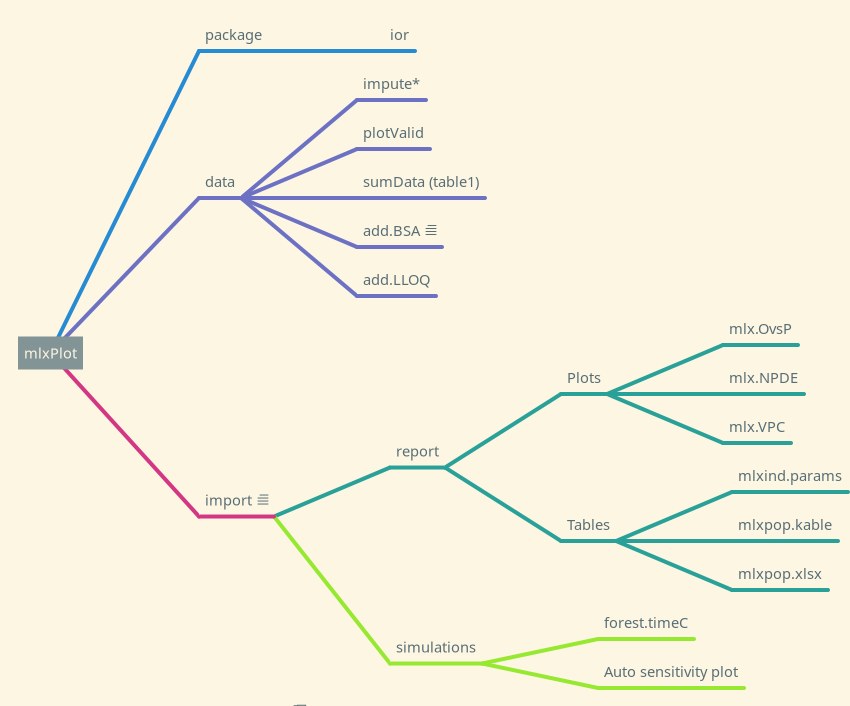 package
ior
impute*
plotValid
data
sumData (table1)
add.BSA
add.LLOQ
mlxPlot
mlx.OvsP
Plots
mlx.NPDE
mlx.VPC
report
mlxind.params
import
Tables
mlxpop.kable
mlxpop.xlsx
forest.timeC
simulations
Auto sensitivity plot